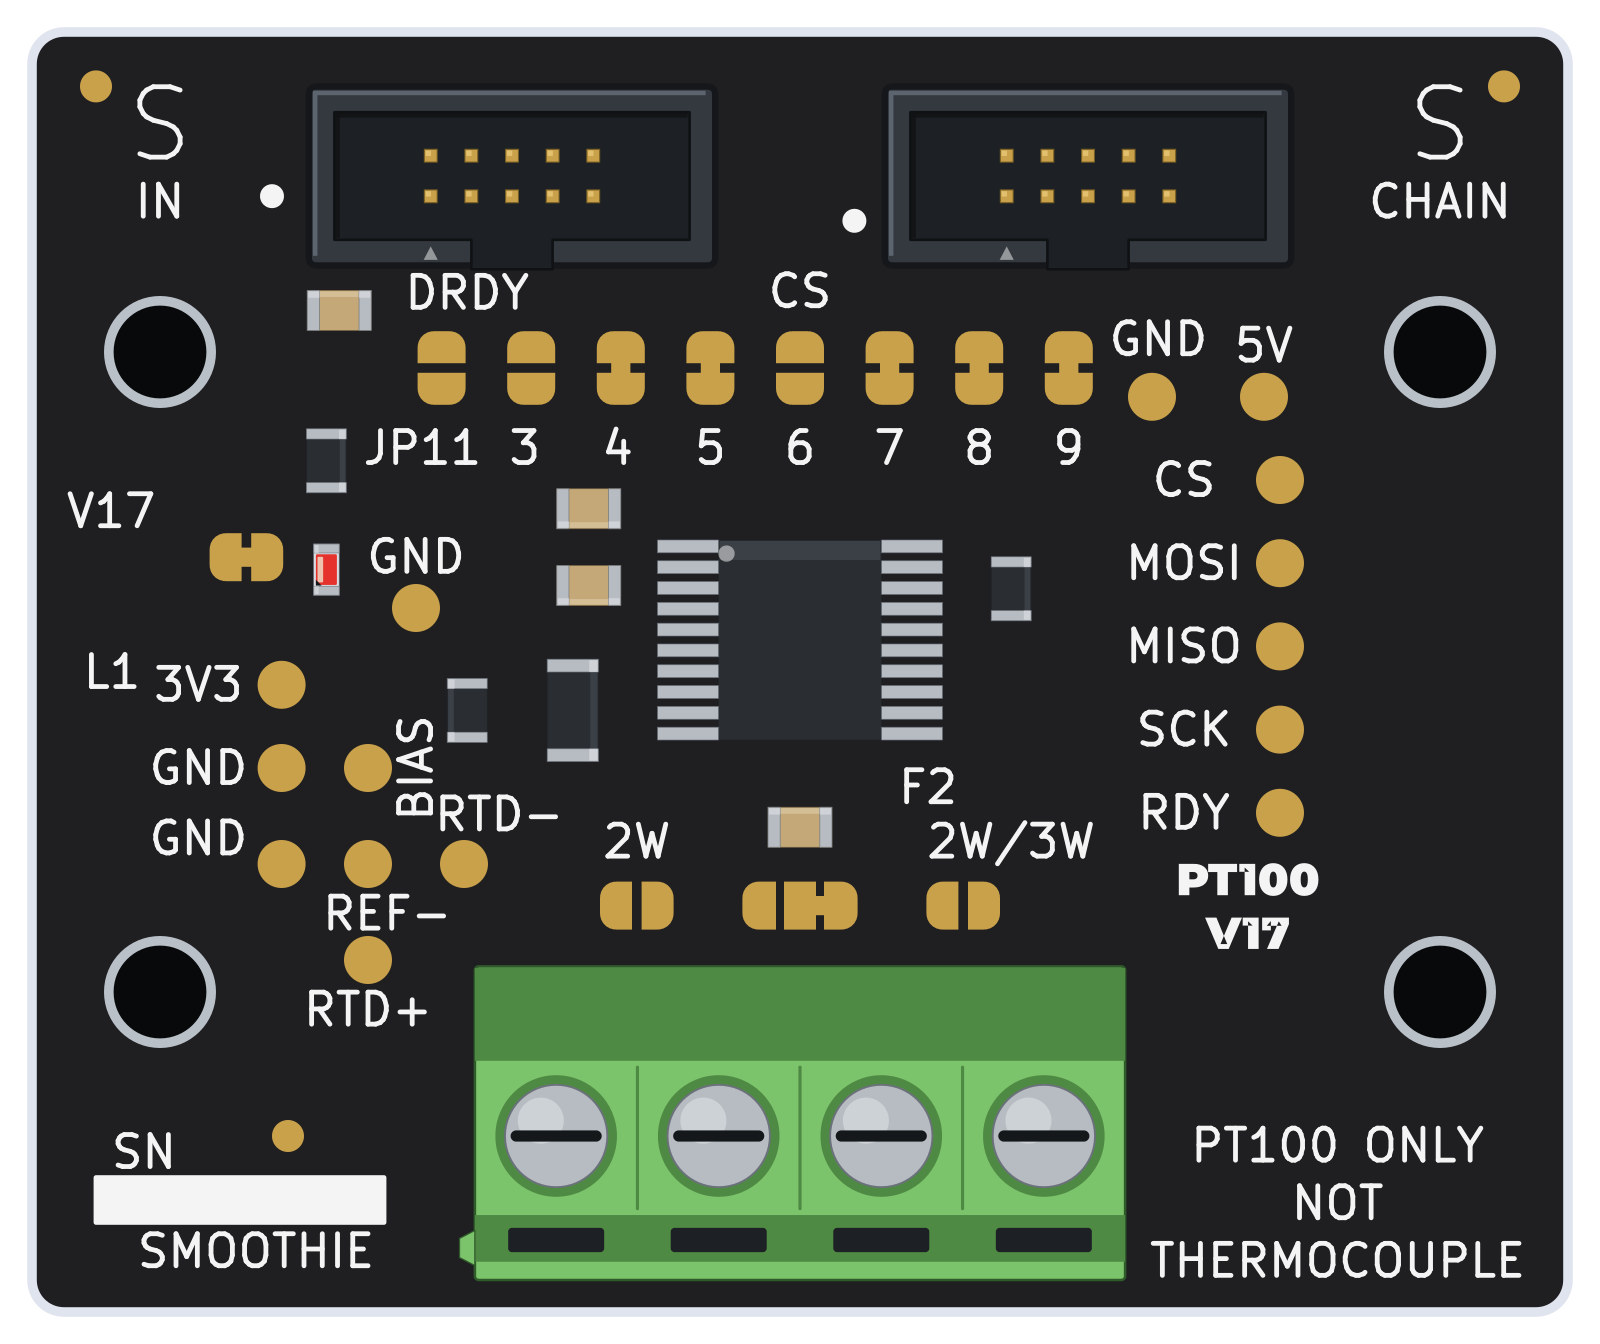 S
S
IN
CHAIN
DRDY
CS
GND
5V
JP11
3
4
5
6
7
8
9
CS
V17
GND
MOSI
MISO
L1
3V3
SCK
GND
BIAS
F2
RTD-
RDY
GND
2W
2W/3W
PT100
V17
REF-
RTD+
SN
SMOOTHIE
PT100 ONLY
NOT
THERMOCOUPLE